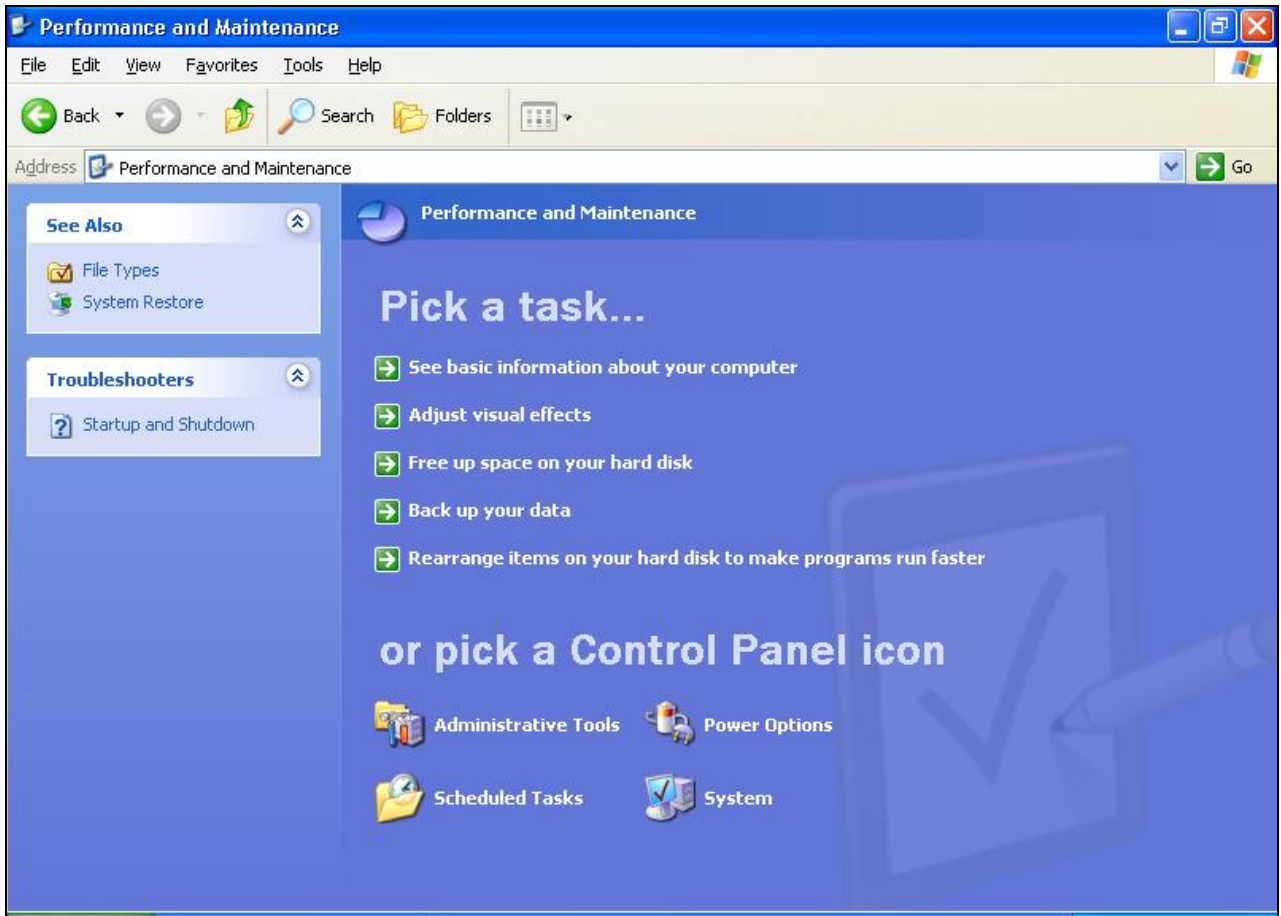 Performance and Maintenance
File Edit View Favorites Tools Help
Back Search Folders
Address Performance and Maintenance Go
See Also
File Types
System Restore
Troubleshooters
Startup and Shutdown
Performance and Maintenance
Pick a task...
See basic information about your computer
Adjust visual effects
Free up space on your hard disk
Back up your data
Rearrange items on your hard disk to make programs run faster
or pick a Control Panel icon
Administrative Tools Power Options
Scheduled Tasks System